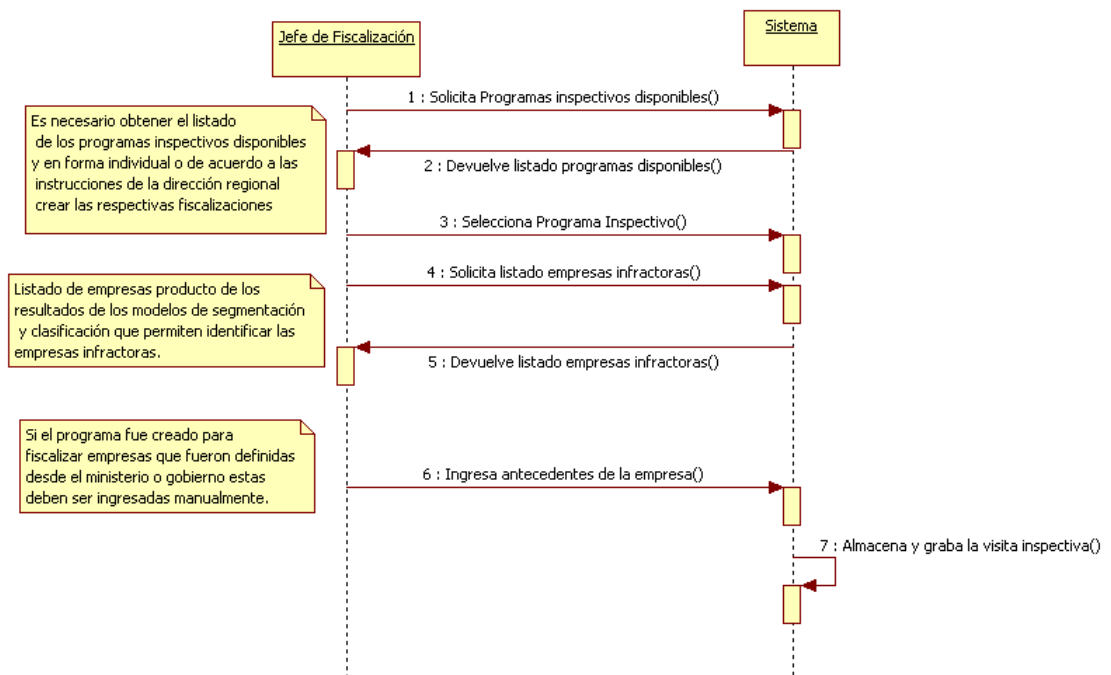 Jefe de Fiscalización
Sistema
1 : Solicita Programas inspectivos disponibles()
Es necesario obtener el listado
de los programas inspectivos disponibles
y en forma individual o de acuerdo a las
instrucciones de la dirección regional
crear las respectivas fiscalizaciones
2 : Devuelve listado programas disponibles()
3 : Selecciona Programa Inspectivo()
4 : Solicita listado empresas infractoras()
Listado de empresas producto de los
resultados de los modelos de segmentación
y clasificación que permiten identificar las
empresas infractoras.
5 : Devuelve listado empresas infractoras()
Si el programa fue creado para
fiscalizar empresas que fueron definidas
desde el ministerio o gobierno estas
deben ser ingresadas manualmente.
6 : Ingresa antecedentes de la empresa()
7 : Almacena y graba la visita inspectiva()